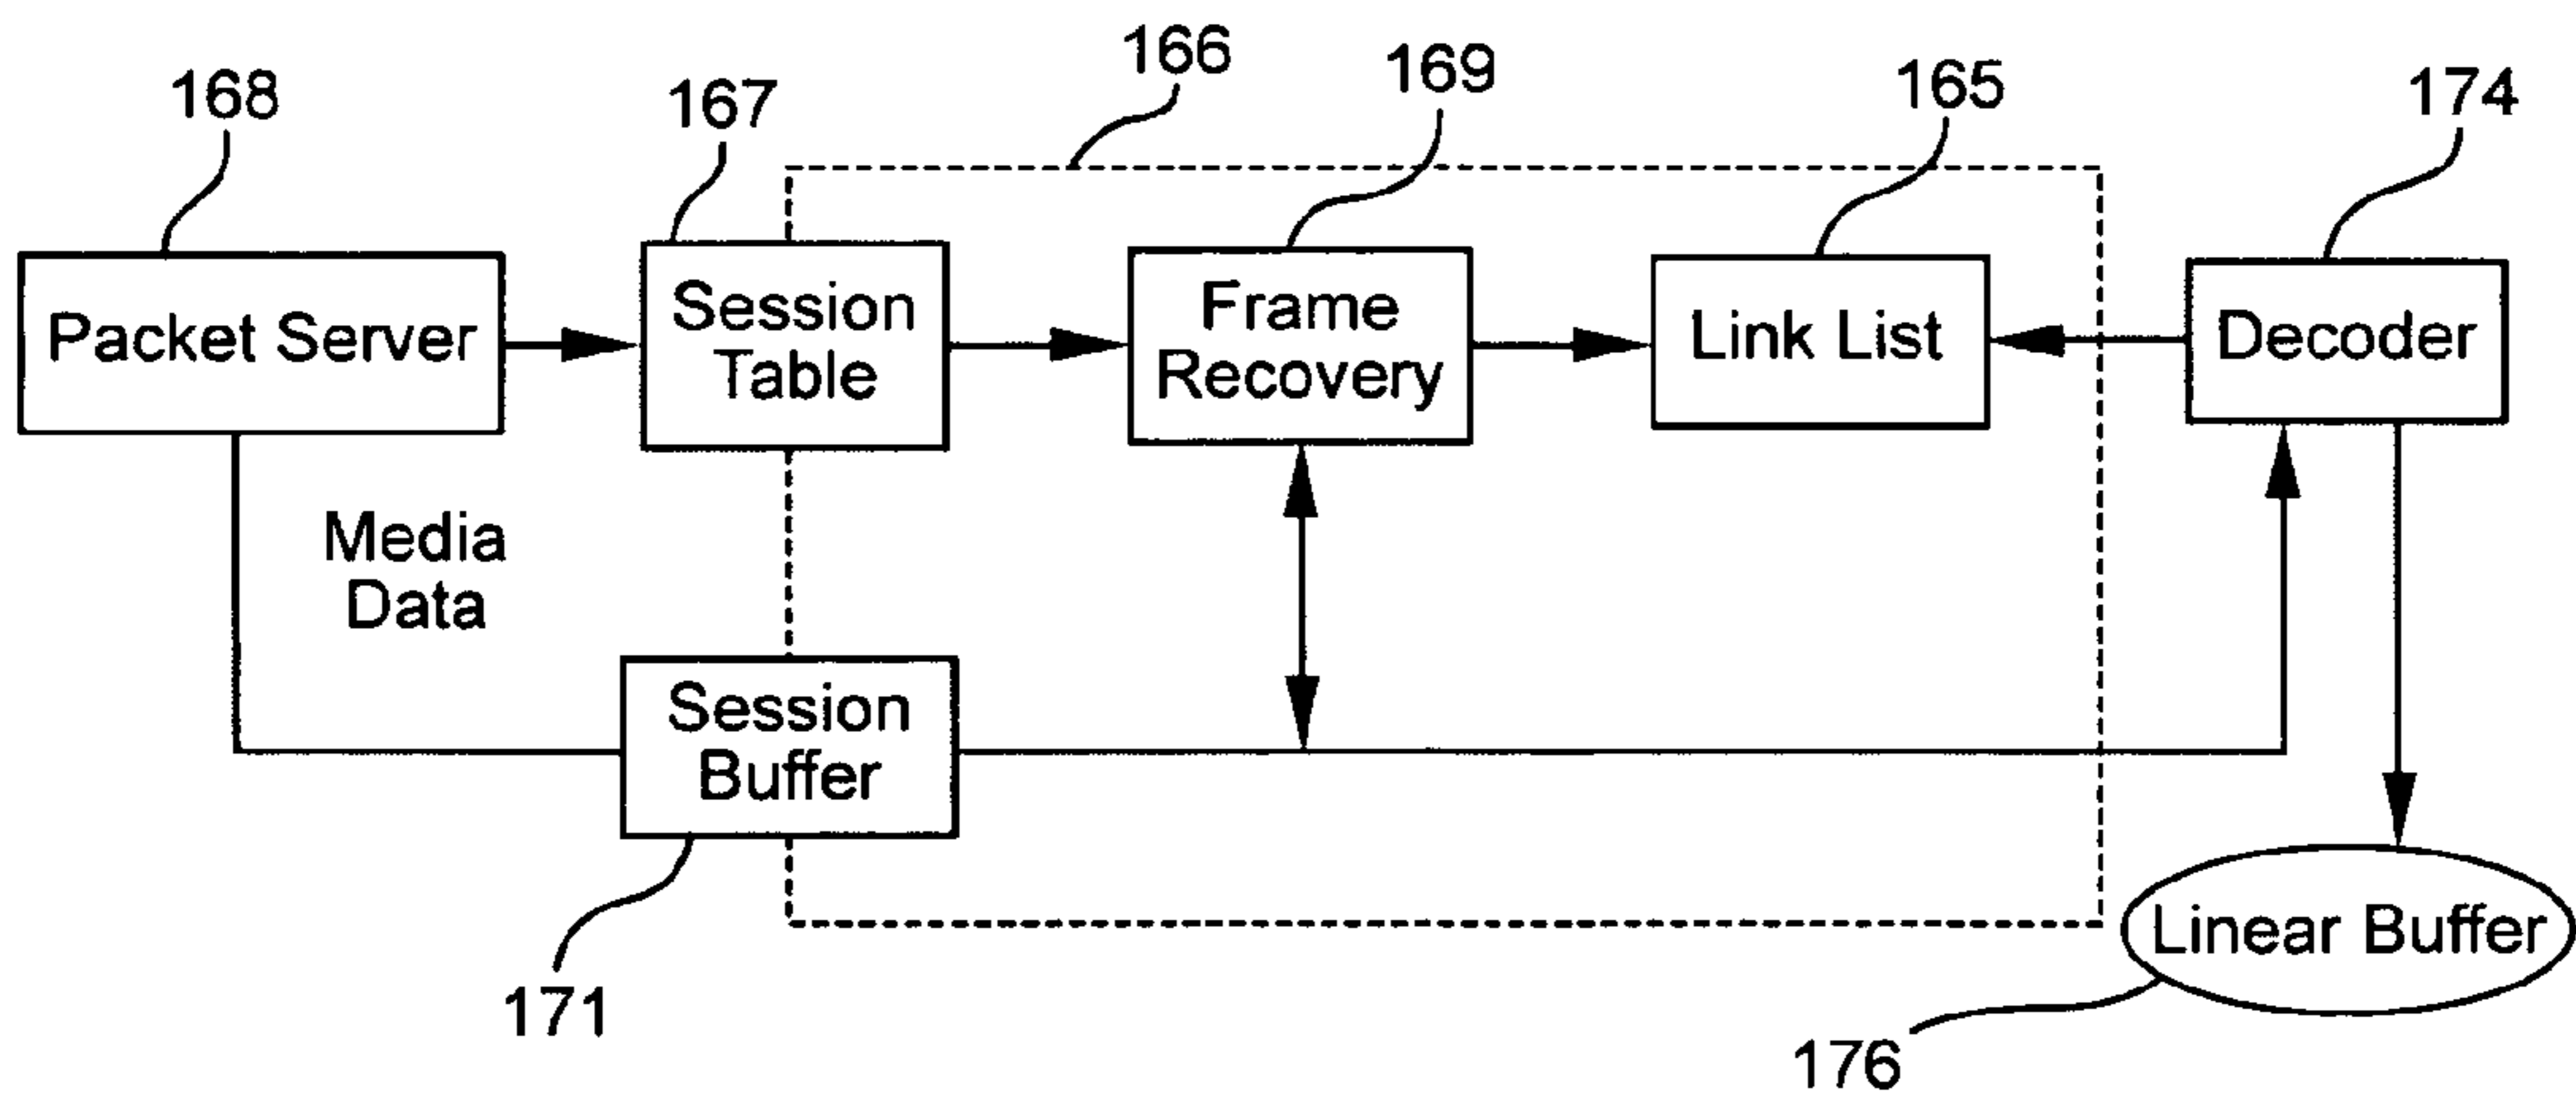 168
167
166
169
165
174
Packet Server
Session
Table
Frame
Recovery
Link List
Decoder
Media
Data
Session
Buffer
Linear Buffer
171
176